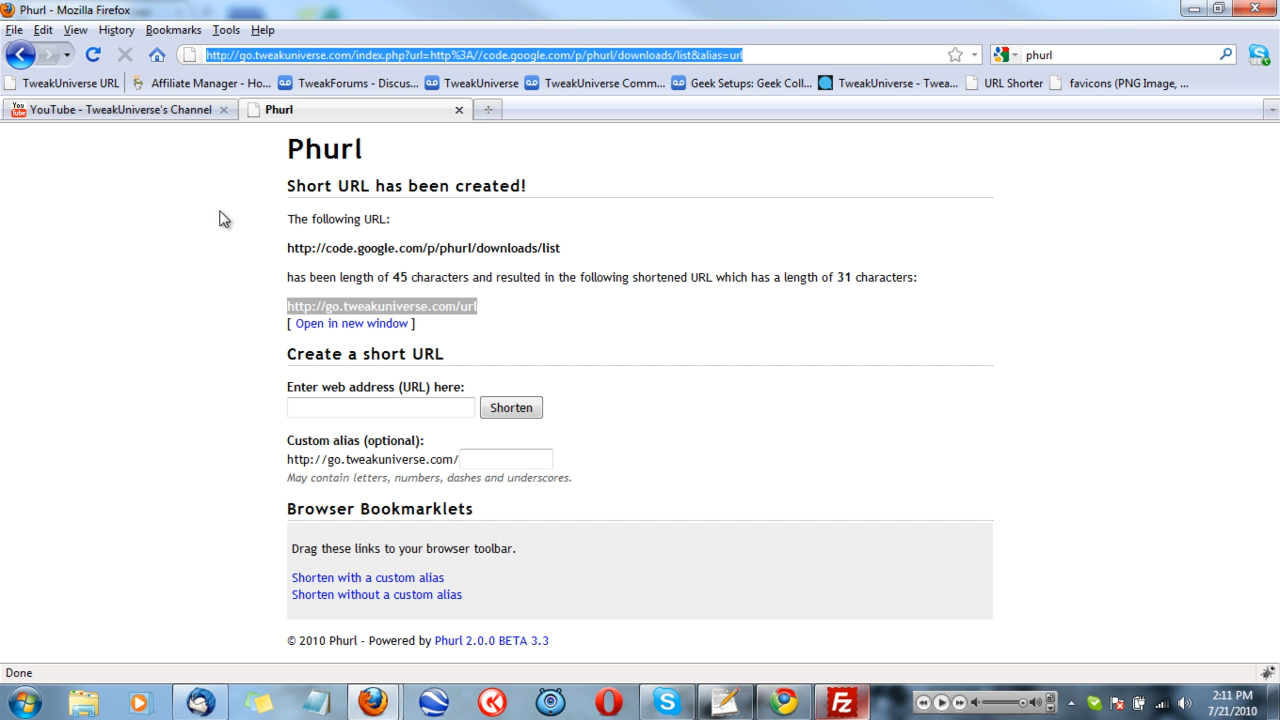 Phurl - Mozilla Firefox
File Edit View History Bookmarks Tools Help
http://go.tweakuniverse.com/index.php?url=http%3A//code.google.com/p/phurl/downloads/list&alias=url
phurl
TweakUniverse URL Affiliate Manager - Ho... TweakForums - Discus... TweakUniverse TweakUniverse Comm... Geek Setups: Geek Coll... TweakUniverse - Twea... URL Shorter favicons (PNG Image, ...
YouTube - TweakUniverse's Channel Phurl
Phurl
Short URL has been created!
The following URL:
http://code.google.com/p/phurl/downloads/list
has been length of 45 characters and resulted in the following shortened URL which has a length of 31 characters:
http://go.tweakuniverse.com/url
[ Open in new window ]
Create a short URL
Enter web address (URL) here:
Shorten
Custom alias (optional):
http://go.tweakuniverse.com/
May contain letters, numbers, dashes and underscores.
Browser Bookmarklets
Drag these links to your browser toolbar.
Shorten with a custom alias
Shorten without a custom alias
© 2010 Phurl - Powered by Phurl 2.0.0 BETA 3.3
Done
2:11 PM
7/21/2010